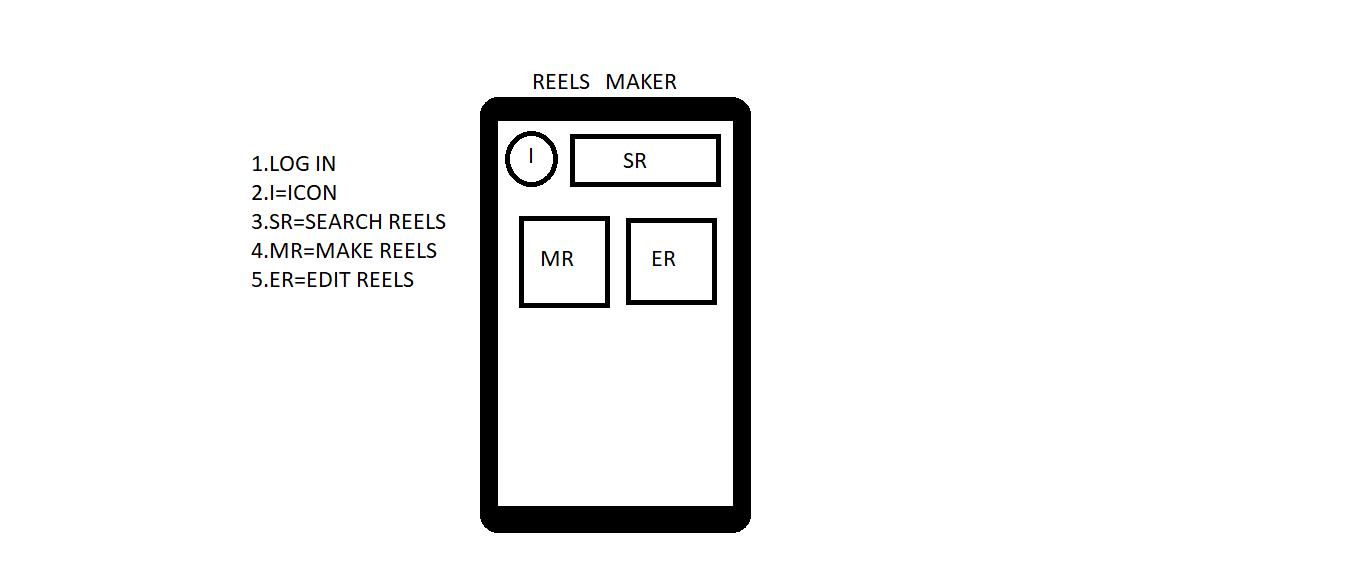 REELS MAKER
1.LOG IN
2.I=ICON
3.SR=SEARCH REELS
4.MR=MAKE REELS
5.ER=EDIT REELS
I
SR
MR
ER